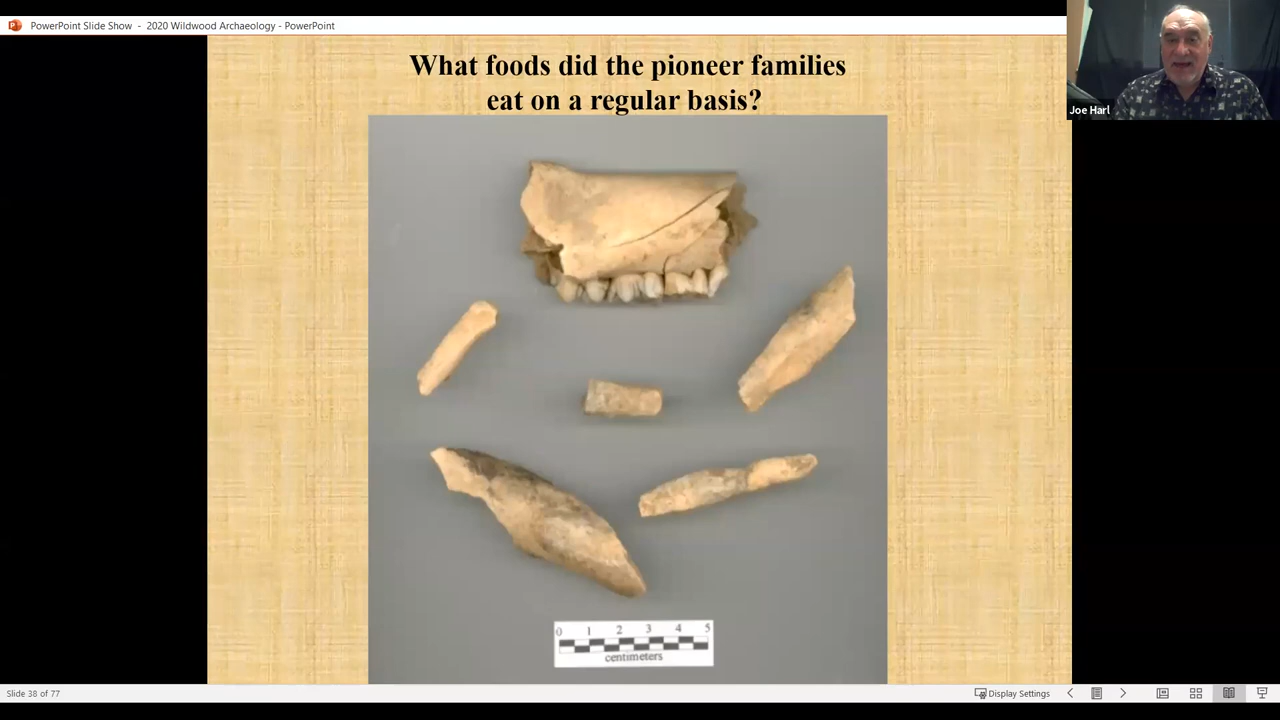 PowerPoint Slide Show - 2020 Wildwood Archaeology - PowerPoint
Joe Harl
What foods did the pioneer families
eat on a regular basis?
0 1 2 3 4 5
centimeters
Slide 38 of 77
Display Settings